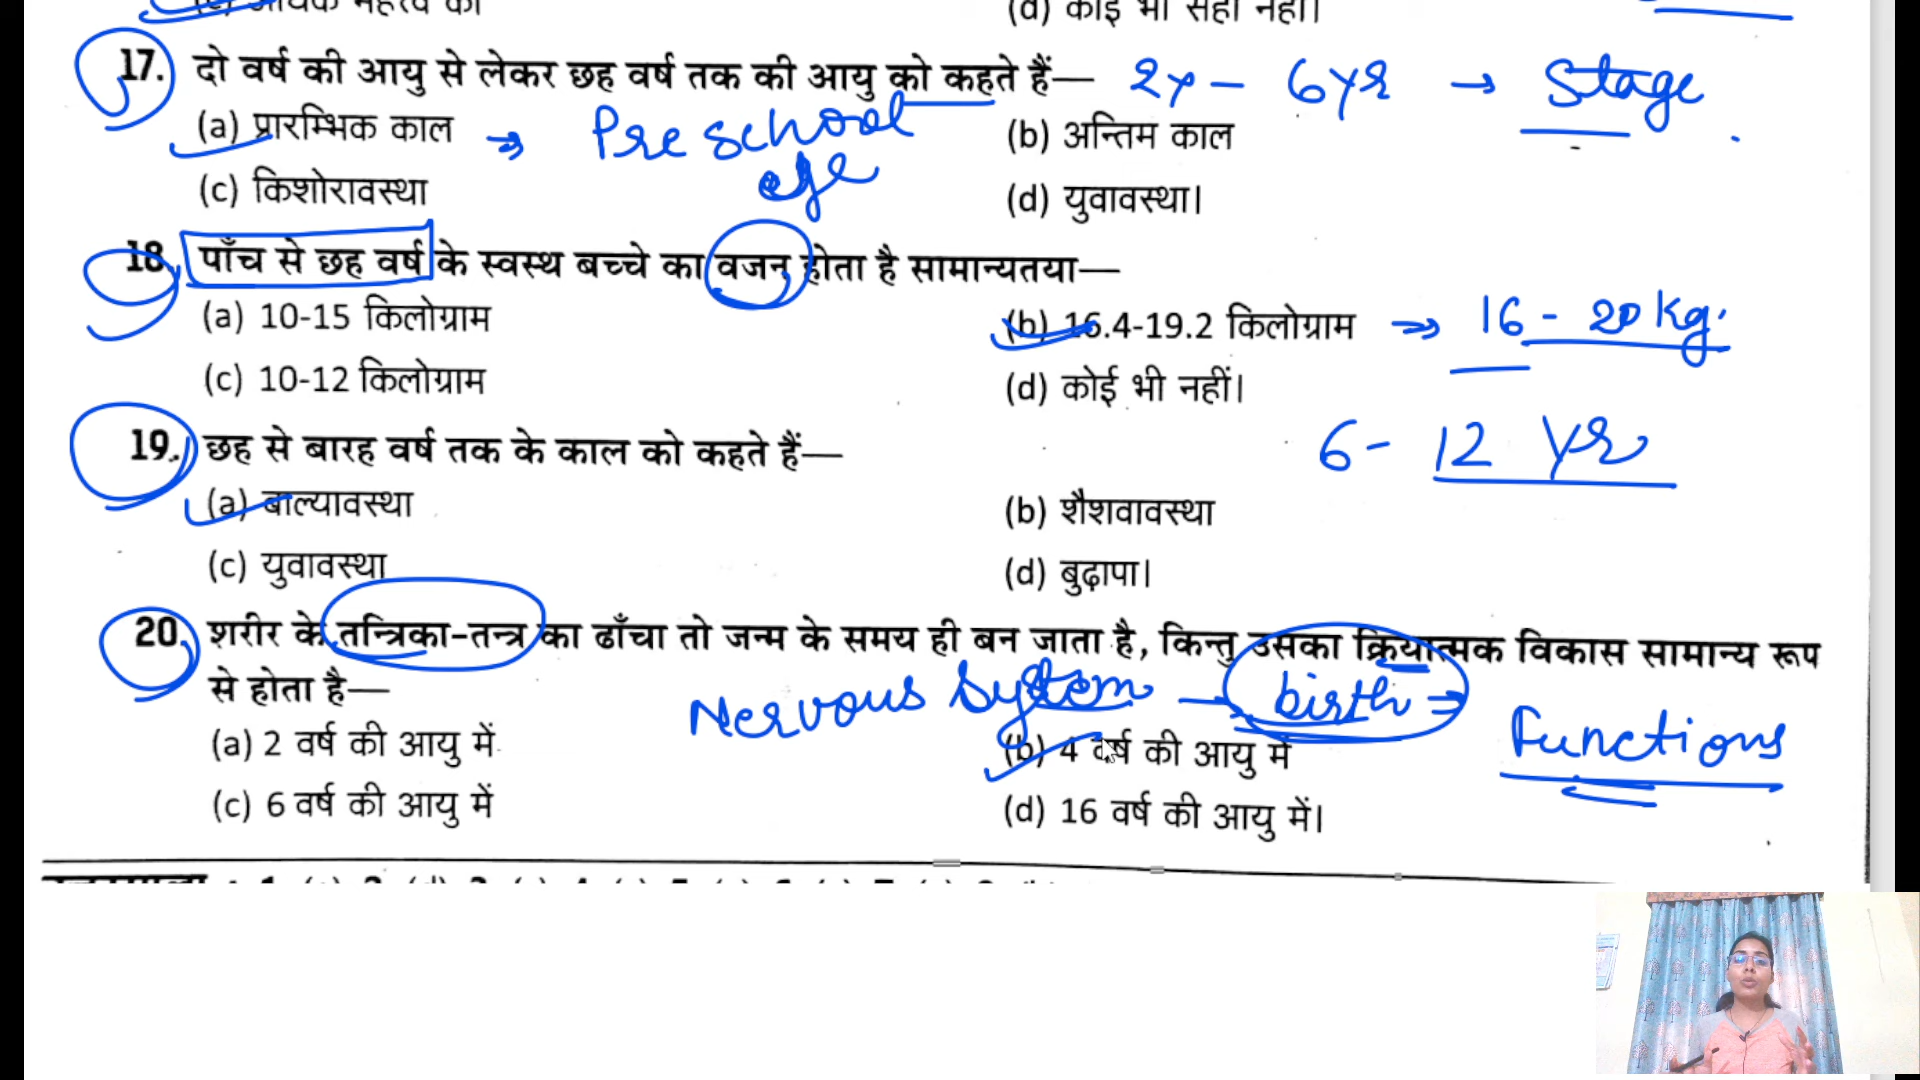 (d) कोई भी सही नहीं।
17. दो वर्ष की आयु से लेकर छह वर्ष तक की आयु को कहते हैं— 2y - 6yr → Stage
(a) प्रारम्भिक काल → Pre school age (b) अन्तिम काल
(c) किशोरावस्था (d) युवावस्था।
18. पाँच से छह वर्ष के स्वस्थ बच्चे का वजन होता है सामान्यतया—
(a) 10-15 किलोग्राम (b) 16.4-19.2 किलोग्राम ⇒ 16 - 20 Kg.
(c) 10-12 किलोग्राम (d) कोई भी नहीं।
19. छह से बारह वर्ष तक के काल को कहते हैं— 6 - 12 yr
(a) बाल्यावस्था (b) शैशवावस्था
(c) युवावस्था (d) बुढ़ापा।
20. शरीर के तन्त्रिका-तन्त्र का ढाँचा तो जन्म के समय ही बन जाता है, किन्तु उसका क्रियात्मक विकास सामान्य रूप
से होता है— Nervous System → birth → Functions
(a) 2 वर्ष की आयु में (b) 4 वर्ष की आयु में
(c) 6 वर्ष की आयु में (d) 16 वर्ष की आयु में।